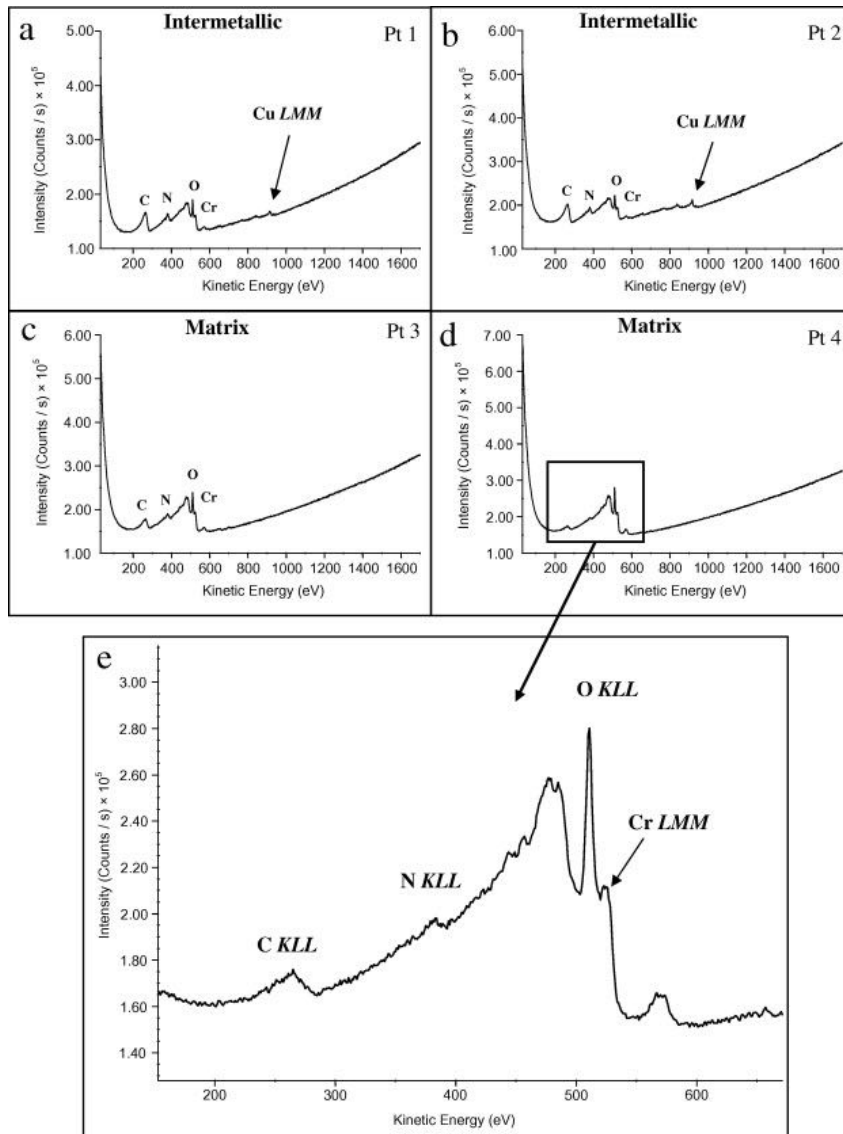 a
Intermetallic
Pt 1
5.00
4.00
3.00
2.00
1.00
Intensity (Counts / s) × 10⁵
Cu LMM
C
N
O
Cr
200 400 600 800 1000 1200 1400 1600
Kinetic Energy (eV)
b
Intermetallic
Pt 2
6.00
5.00
4.00
3.00
2.00
1.00
Intensity (Counts / s) × 10⁵
Cu LMM
C
N
O
Cr
200 400 600 800 1000 1200 1400 1600
Kinetic Energy (eV)
c
Matrix
Pt 3
6.00
5.00
4.00
3.00
2.00
1.00
Intensity (Counts / s) × 10⁵
C
N
O
Cr
200 400 600 800 1000 1200 1400 1600
Kinetic Energy (eV)
d
Matrix
Pt 4
7.00
6.00
5.00
4.00
3.00
2.00
1.00
Intensity (Counts / s) × 10⁵
200 400 600 800 1000 1200 1400 1600
Kinetic Energy (eV)
e
3.00
2.80
2.60
2.40
2.20
2.00
1.80
1.60
1.40
Intensity (Counts / s) × 10⁵
O KLL
Cr LMM
N KLL
C KLL
200 300 400 500 600
Kinetic Energy (eV)